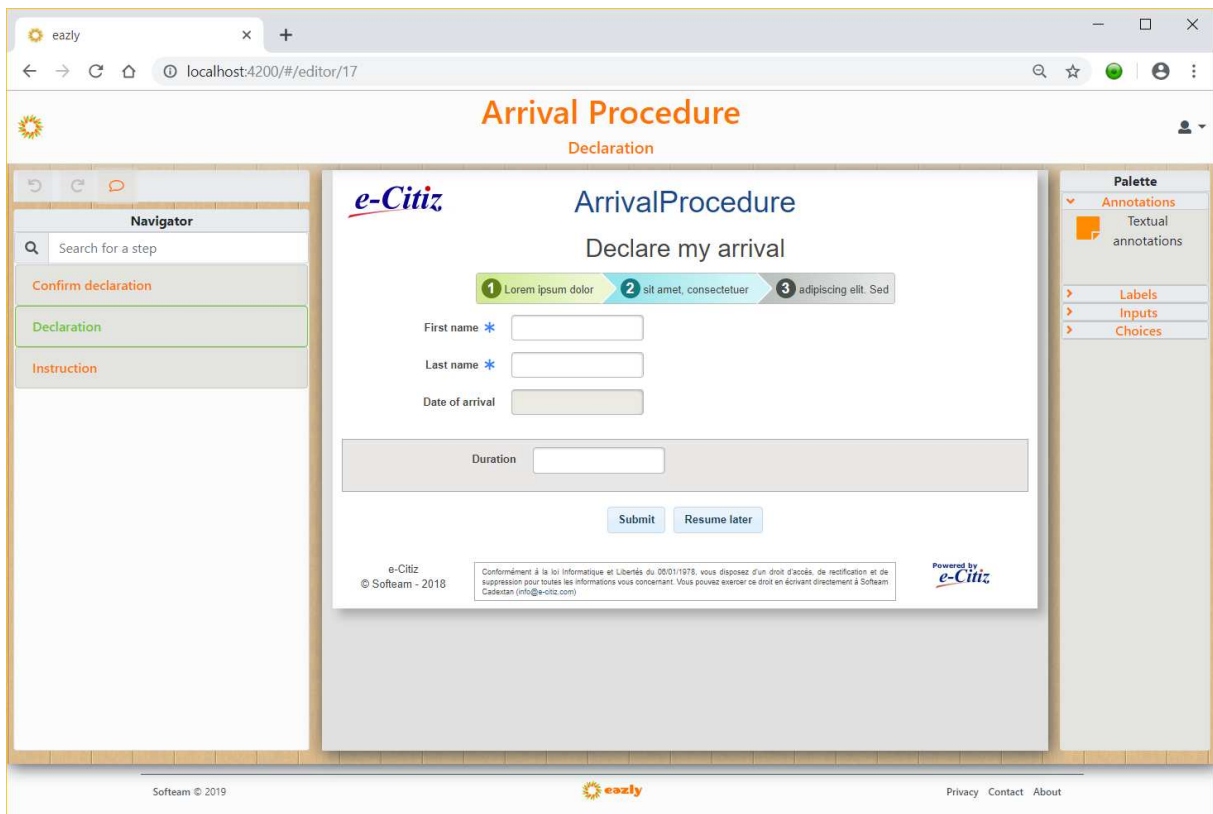 eazly
localhost:4200/#/editor/17
Arrival Procedure
Declaration
Navigator
Search for a step
Confirm declaration
Declaration
Instruction
e-Citiz
ArrivalProcedure
Declare my arrival
1 Lorem ipsum dolor 2 sit amet, consectetuer 3 adipiscing elit. Sed
First name *
Last name *
Date of arrival
Duration
Submit Resume later
e-Citiz
© Softeam - 2018
Conformément à la loi Informatique et Libertés du 06/01/1978, vous disposez d'un droit d'accès, de rectification et de
suppression pour toutes les informations vous concernant. Vous pouvez exercer ce droit en écrivant directement à Softeam
Cadextan (info@e-citiz.com)
Powered by
e-Citiz
Palette
Annotations
Textual
annotations
Labels
Inputs
Choices
Softeam © 2019
eazly
Privacy Contact About